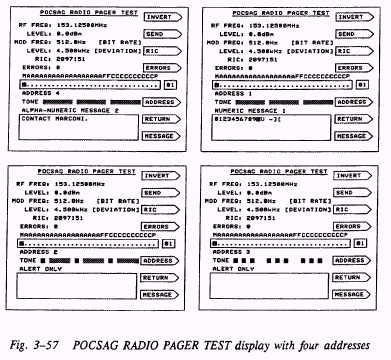 POCSAG RADIO PAGER TEST
INVERT
RF FREQ: 153.12500MHz
LEVEL: 0.0dBm
SEND
MOD FREQ: 512.0Hz [BIT RATE]
LEVEL: 4.500kHz [DEVIATION]
RIC
RIC: 2097151
ERRORS: 0
ERRORS
MAAAAAAAAAAAAAAAAAFFCCCCCCCCCCP
01
ADDRESS 4
TONE
ADDRESS
ALPHA-NUMERIC MESSAGE 2
CONTACT MARCONI.
RETURN
MESSAGE
POCSAG RADIO PAGER TEST
INVERT
RF FREQ: 153.12500MHz
LEVEL: 0.0dBm
SEND
MOD FREQ: 512.0Hz [BIT RATE]
LEVEL: 4.500kHz [DEVIATION]
RIC
RIC: 2097151
ERRORS: 0
ERRORS
MAAAAAAAAAAAAAAAAAFFCCCCCCCCCCP
01
ADDRESS 1
TONE
ADDRESS
NUMERIC MESSAGE 1
0123456789 U -)[
RETURN
MESSAGE
POCSAG RADIO PAGER TEST
INVERT
RF FREQ: 153.12500MHz
LEVEL: 0.0dBm
SEND
MOD FREQ: 512.0Hz [BIT RATE]
LEVEL: 4.500kHz [DEVIATION]
RIC
RIC: 2097151
ERRORS: 0
ERRORS
MAAAAAAAAAAAAAAAAAFFCCCCCCCCCCP
01
ADDRESS 2
TONE
ADDRESS
ALERT ONLY
RETURN
MESSAGE
POCSAG RADIO PAGER TEST
INVERT
RF FREQ: 153.12500MHz
LEVEL: 0.0dBm
SEND
MOD FREQ: 512.0Hz [BIT RATE]
LEVEL: 4.500kHz [DEVIATION]
RIC
RIC: 2097151
ERRORS: 0
ERRORS
MAAAAAAAAAAAAAAAAAFFCCCCCCCCCCP
01
ADDRESS 3
TONE
ADDRESS
ALERT ONLY
RETURN
MESSAGE
Fig. 3–57 POCSAG RADIO PAGER TEST display with four addresses